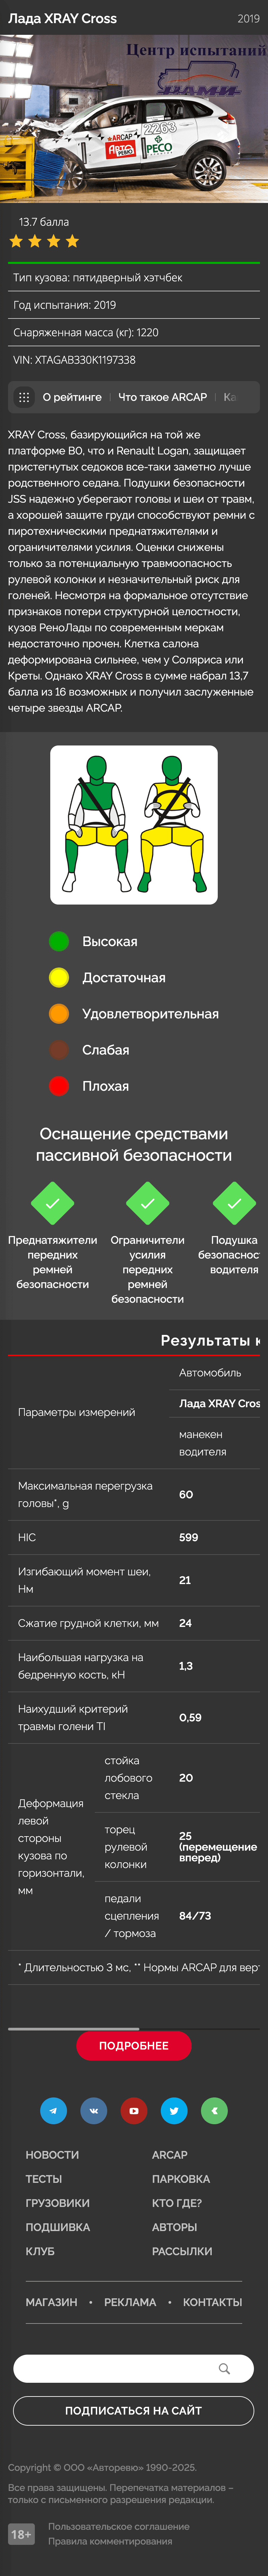 Лада XRAY Cross 2019
Центр испытаний
НАМИ
ARCAP
АВТО
РЕВЮ
2263
РЕСО
13.7 балла
Тип кузова: пятидверный хэтчбек
Год испытания: 2019
Снаряженная масса (кг): 1220
VIN: XTAGAB330K1197338
О рейтинге | Что такое ARCAP | Ка
XRAY Cross, базирующийся на той же
платформе B0, что и Renault Logan, защищает
пристегнутых седоков все-таки заметно лучше
родственного седана. Подушки безопасности
JSS надежно уберегают головы и шеи от травм,
а хорошей защите груди способствуют ремни с
пиротехническими преднатяжителями и
ограничителями усилия. Оценки снижены
только за потенциальную травмоопасность
рулевой колонки и незначительный риск для
голеней. Несмотря на формальное отсутствие
признаков потери структурной целостности,
кузов РеноЛады по современным меркам
недостаточно прочен. Клетка салона
деформирована сильнее, чем у Соляриса или
Креты. Однако XRAY Cross в сумме набрал 13,7
балла из 16 возможных и получил заслуженные
четыре звезды ARCAP.
Высокая
Достаточная
Удовлетворительная
Слабая
Плохая
Оснащение средствами
пассивной безопасности
Преднатяжители
передних
ремней
безопасности
Ограничители
усилия
передних
ремней
безопасности
Подушка
безопаснос
водителя
Результаты к
Параметры измерений
Автомобиль
Лада XRAY Cros
манекен
водителя
Максимальная перегрузка
головы*, g
60
HIC 599
Изгибающий момент шеи,
Нм
21
Сжатие грудной клетки, мм 24
Наибольшая нагрузка на
бедренную кость, кН
1,3
Наихудший критерий
травмы голени TI
0,59
Деформация
левой
стороны
кузова по
горизонтали,
мм
стойка
лобового
стекла
20
торец
рулевой
колонки
25
(перемещение
вперед)
педали
сцепления
/ тормоза
84/73
* Длительностью 3 мс, ** Нормы ARCAP для верт
ПОДРОБНЕЕ
НОВОСТИ ARCAP
ТЕСТЫ ПАРКОВКА
ГРУЗОВИКИ КТО ГДЕ?
ПОДШИВКА АВТОРЫ
КЛУБ РАССЫЛКИ
МАГАЗИН • РЕКЛАМА • КОНТАКТЫ
ПОДПИСАТЬСЯ НА САЙТ
Copyright © ООО «Авторевю» 1990-2025.
Все права защищены. Перепечатка материалов –
только с письменного разрешения редакции.
18+
Пользовательское соглашение
Правила комментирования